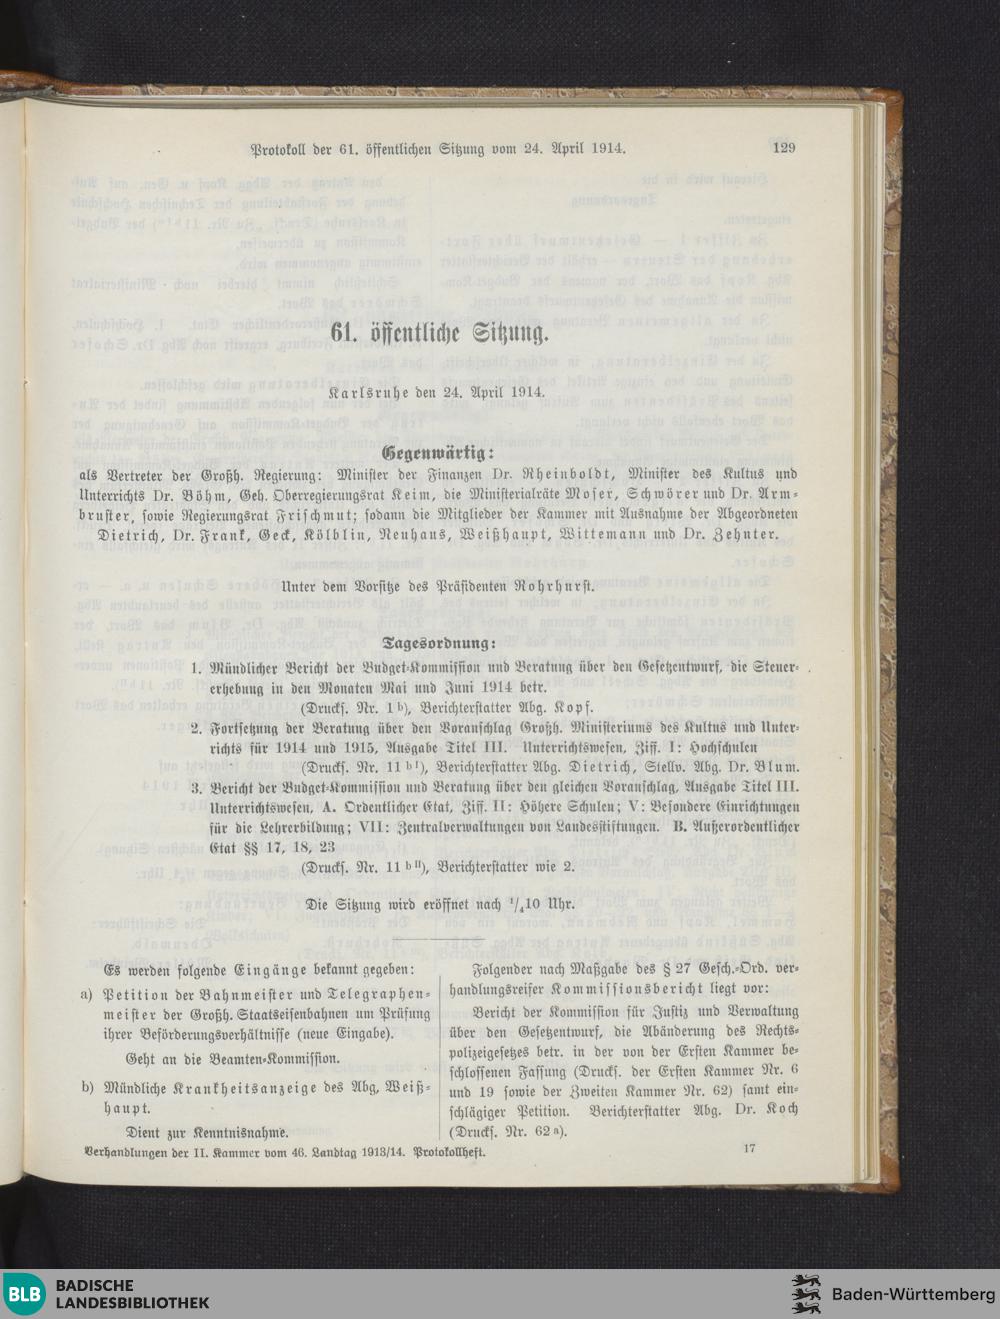 Protokoll der 61. öffentlichen Sitzung vom 24. April 1914. 129
61. öffentliche Sitzung.
Karlsruhe den 24. April 1914.
Gegenwärtig:
als Vertreter der Großh. Regierung: Minister der Finanzen Dr. Rheinboldt, Minister des Kultus und
Unterrichts Dr. Böhm, Geh. Oberregierungsrat Keim, die Ministerialräte Moser, Schwörer und Dr. Arm-
bruster, sowie Regierungsrat Frischmut; sodann die Mitglieder der Kammer mit Ausnahme der Abgeordneten
Dietrich, Dr. Frank, Geck, Kölblin, Neuhaus, Weißhaupt, Wittemann und Dr. Zehnter.
Unter dem Vorsitze des Präsidenten Rohrhurst.
Tagesordnung:
1. Mündlicher Bericht der Budget-Kommission und Beratung über den Gesetzentwurf, die Steuer-
erhebung in den Monaten Mai und Juni 1914 betr.
(Drucks. Nr. 1 b), Berichterstatter Abg. Kopf.
2. Fortsetzung der Beratung über den Voranschlag Großh. Ministeriums des Kultus und Unter-
richts für 1914 und 1915, Ausgabe Titel III. Unterrichtswesen, Ziff. I: Hochschulen
(Drucks. Nr. 11 b I), Berichterstatter Abg. Dietrich, Stellv. Abg. Dr. Blum.
3. Bericht der Budget-Kommission und Beratung über den gleichen Voranschlag, Ausgabe Titel III.
Unterrichtswesen, A. Ordentlicher Etat, Ziff. II: Höhere Schulen; V: Besondere Einrichtungen
für die Lehrerbildung; VII: Zentralverwaltungen von Landesstiftungen. B. Außerordentlicher
Etat §§ 17, 18, 23
(Drucks. Nr. 11 b II), Berichterstatter wie 2.
Die Sitzung wird eröffnet nach 1/4 10 Uhr.
Es werden folgende Eingänge bekannt gegeben:
a) Petition der Bahnmeister und Telegraphen-
meister der Großh. Staatseisenbahnen um Prüfung
ihrer Beförderungsverhältnisse (neue Eingabe).
Geht an die Beamten-Kommission.
b) Mündliche Krankheitsanzeige des Abg. Weiß-
haupt.
Dient zur Kenntnisnahme.
Folgender nach Maßgabe des § 27 Gesch.-Ord. ver-
handlungsreifer Kommissionsbericht liegt vor:
Bericht der Kommission für Justiz und Verwaltung
über den Gesetzentwurf, die Abänderung des Rechts-
polizeigesetzes betr. in der von der Ersten Kammer be-
schlossenen Fassung (Drucks. der Ersten Kammer Nr. 6
und 19 sowie der Zweiten Kammer Nr. 62) samt ein-
schlägiger Petition. Berichterstatter Abg. Dr. Koch
(Drucks. Nr. 62 a).
Verhandlungen der II. Kammer vom 46. Landtag 1913/14. Protokollheft. 17
BLB BADISCHE
LANDESBIBLIOTHEK
Baden-Württemberg